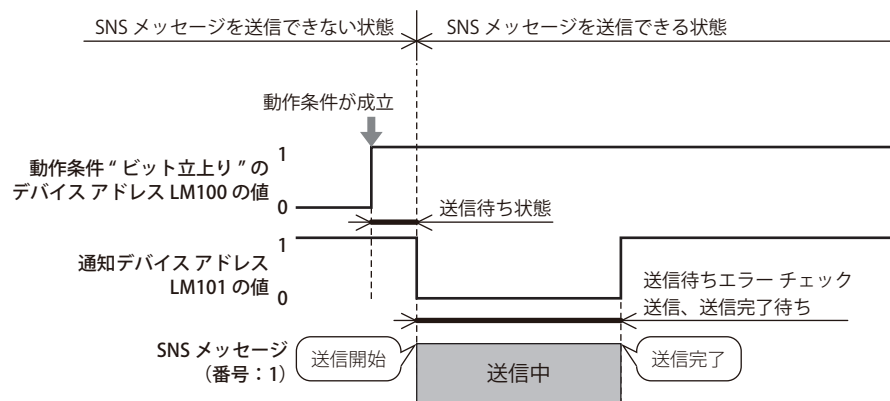 SNS メッセージを送信できない状態
SNS メッセージを送信できる状態
動作条件が成立
1
動作条件 “ ビット立上り ” の
デバイス アドレス LM100 の値
0
送信待ち状態
1
通知デバイス アドレス
LM101 の値
0
送信待ちエラー チェック
送信、送信完了待ち
SNS メッセージ
（番号：1）
送信開始
送信中
送信完了